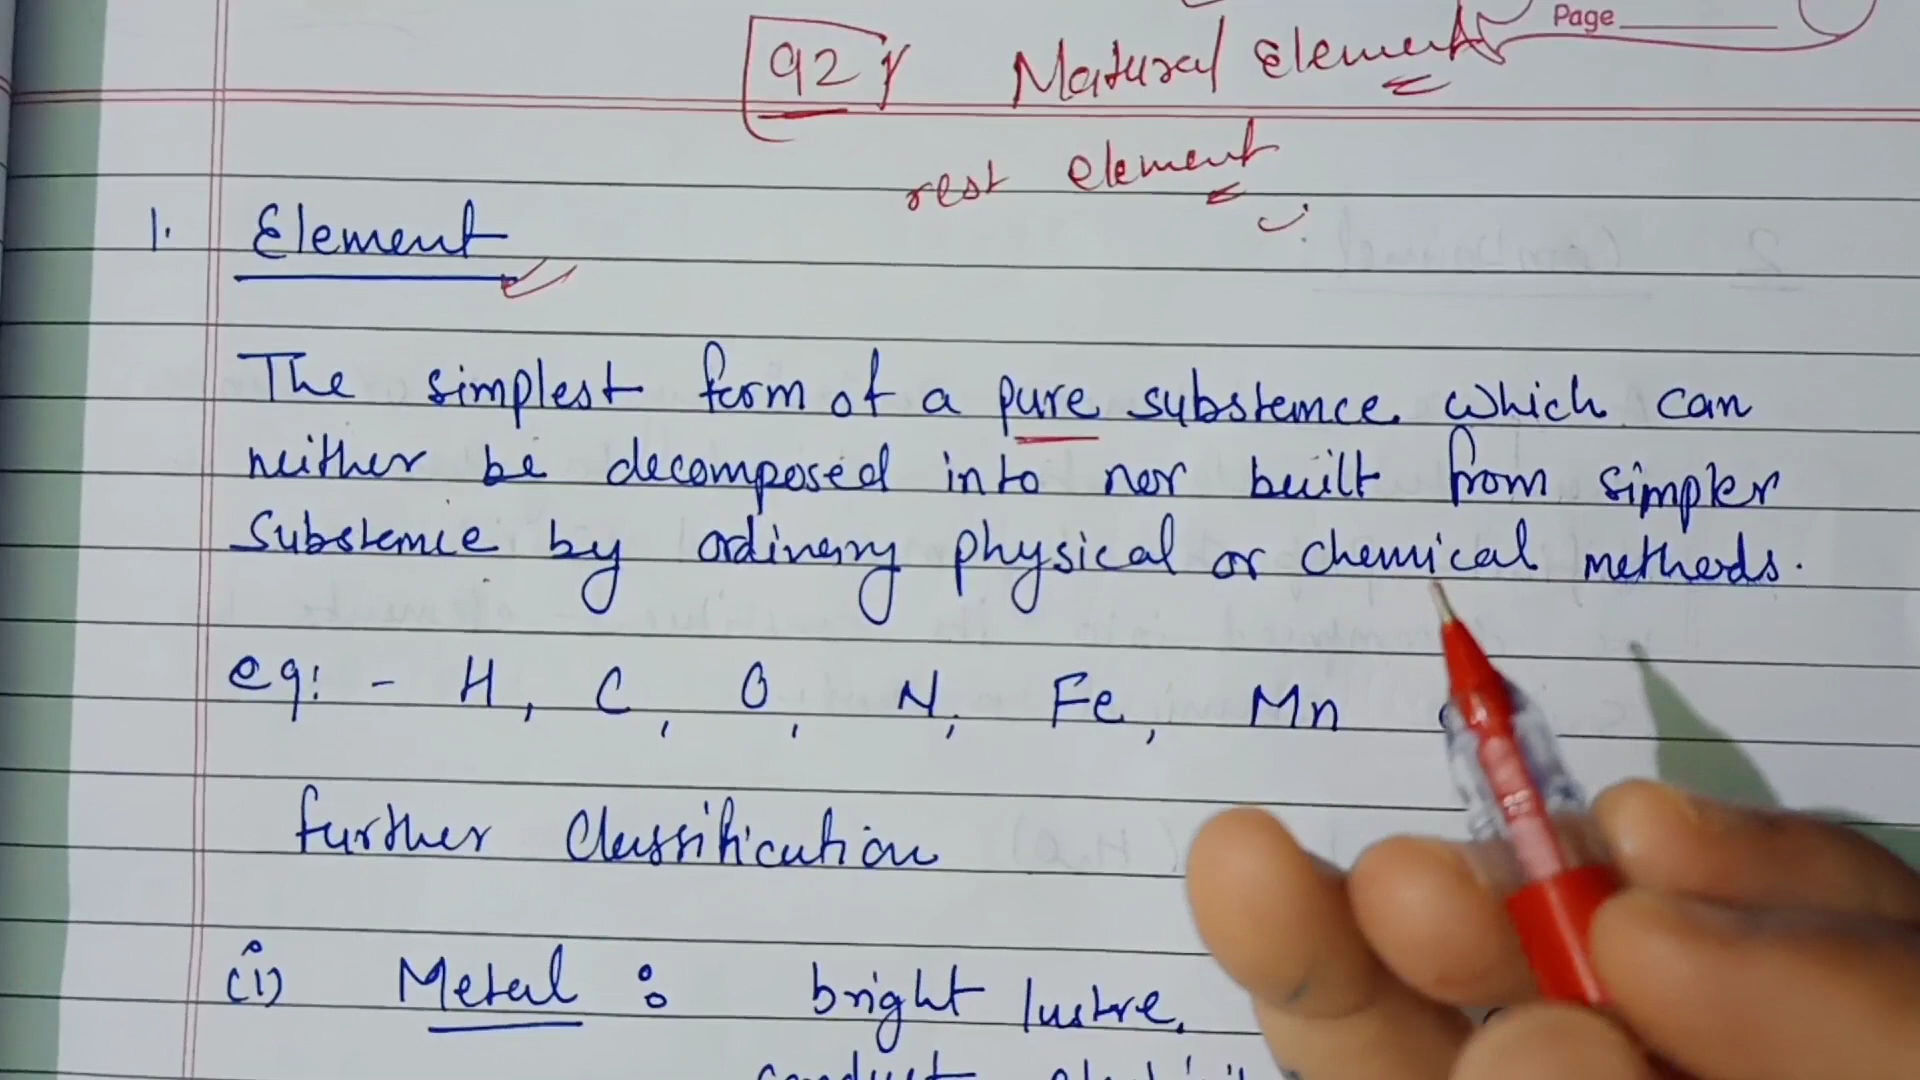 Page
92 Natural Element
rest element
1. Element
The simplest form of a pure substance which can
neither be decomposed into nor built from simpler
Substance by ordinary physical or chemical methods.
eg:- H, C, O, N, Fe, Mn
further Classification
(i) Metal : bright lustre,
conduct